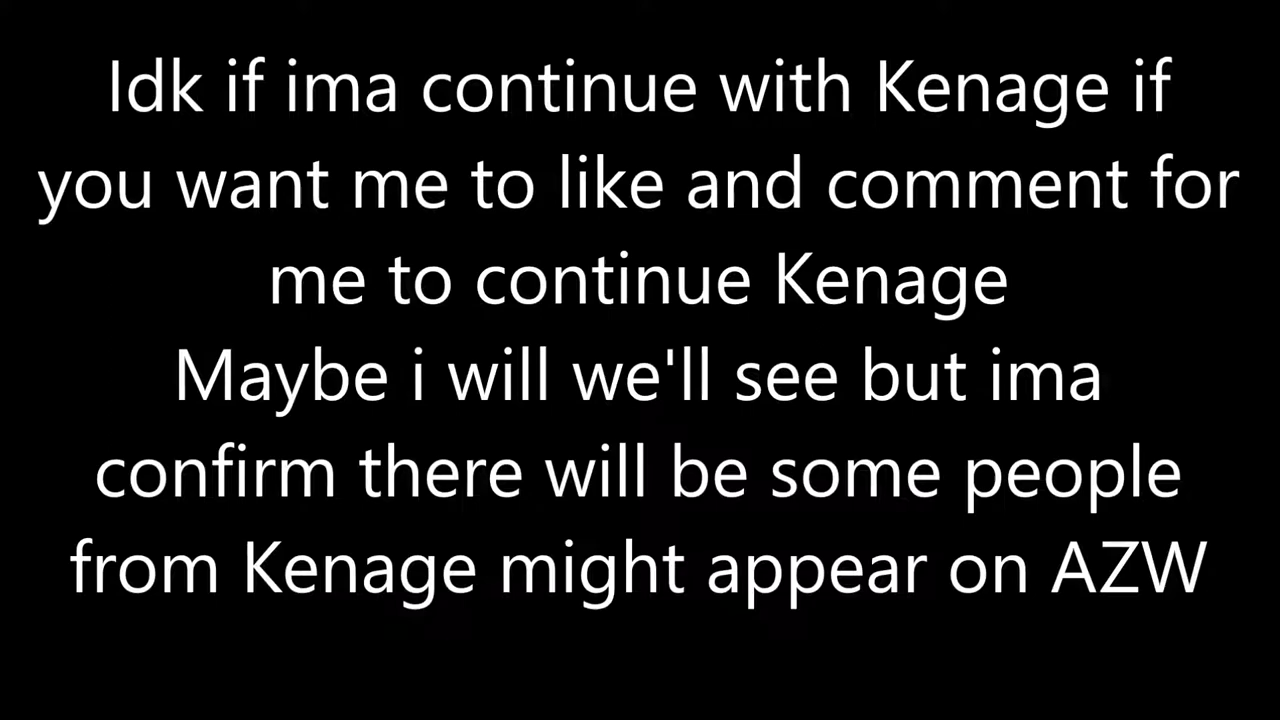 Idk if ima continue with Kenage if
you want me to like and comment for
me to continue Kenage
Maybe i will we'll see but ima
confirm there will be some people
from Kenage might appear on AZW